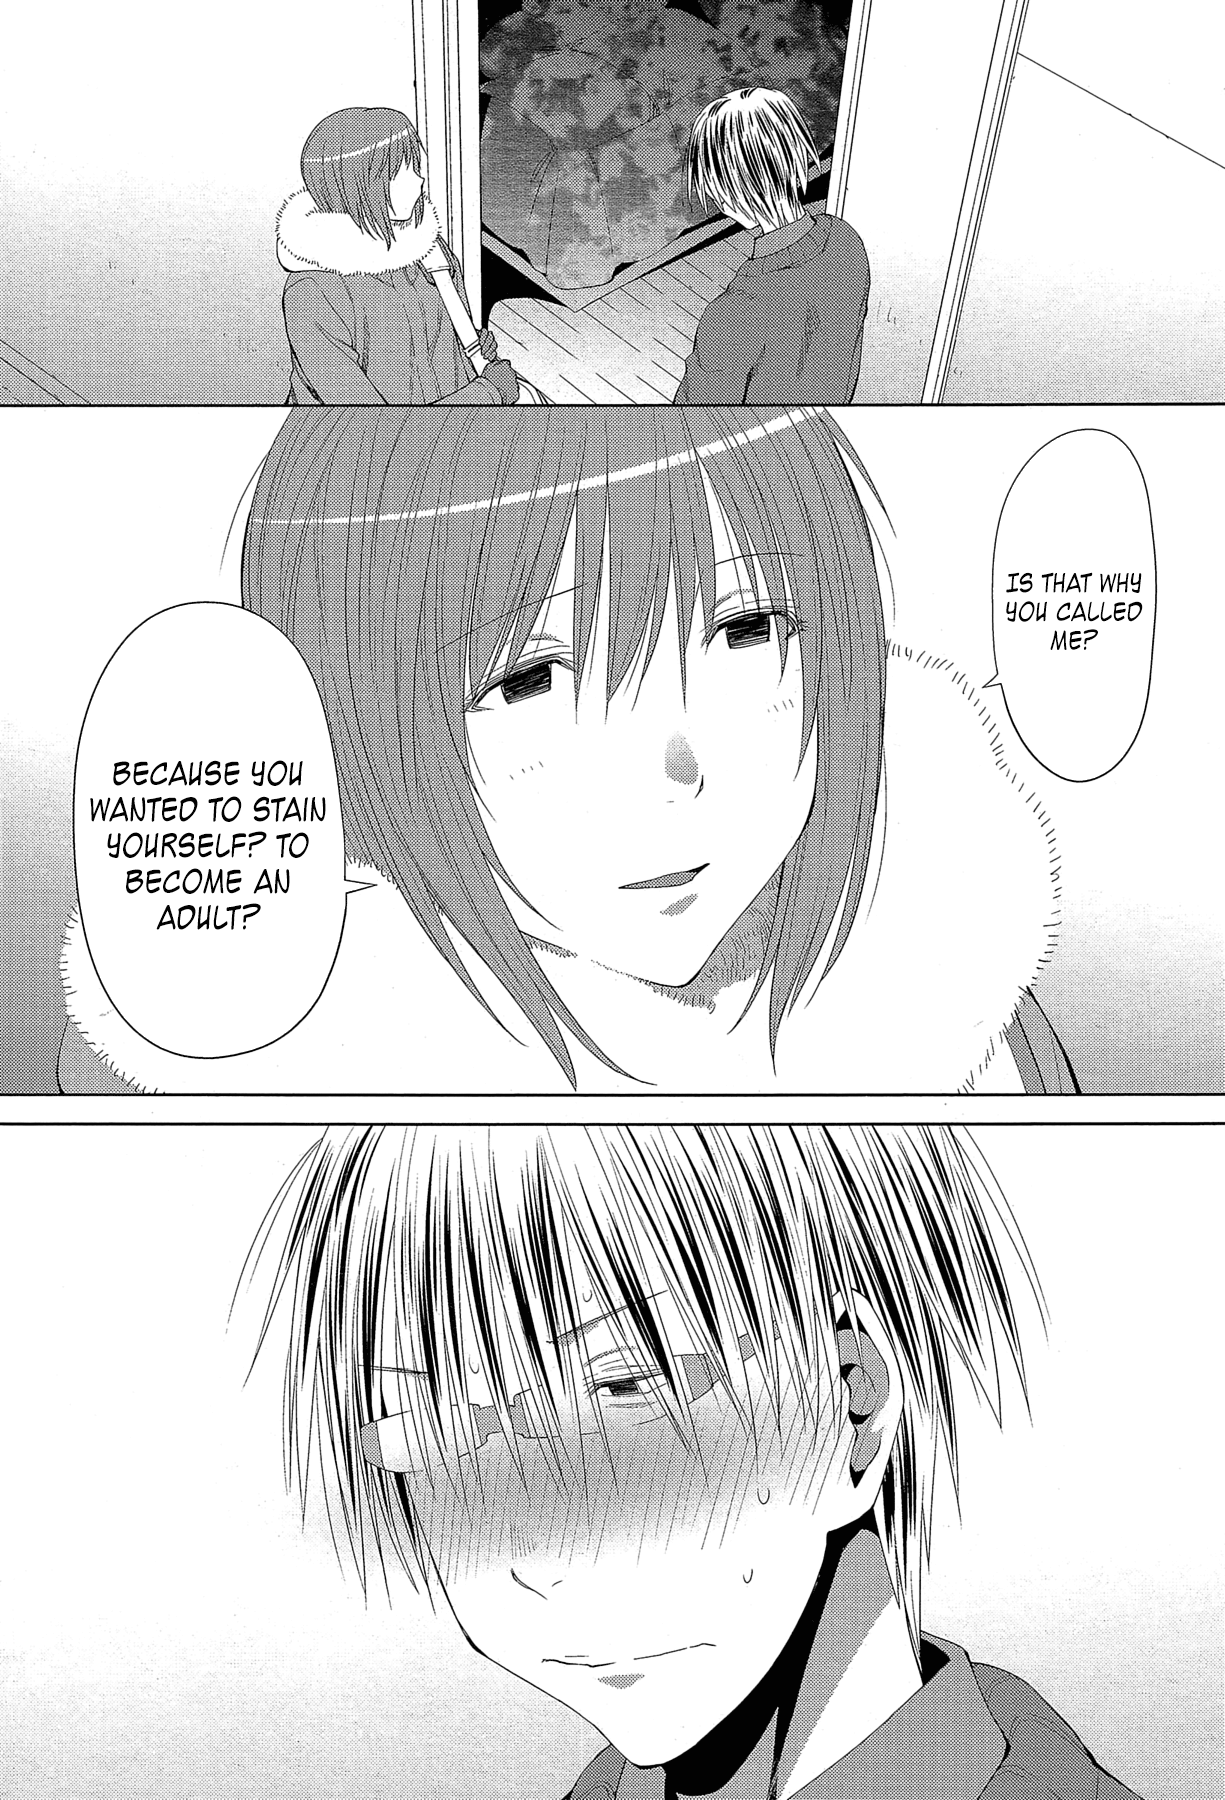 IS THAT WHY
YOU CALLED
ME?
BECAUSE YOU
WANTED TO STAIN
YOURSELF? TO
BECOME AN
ADULT?